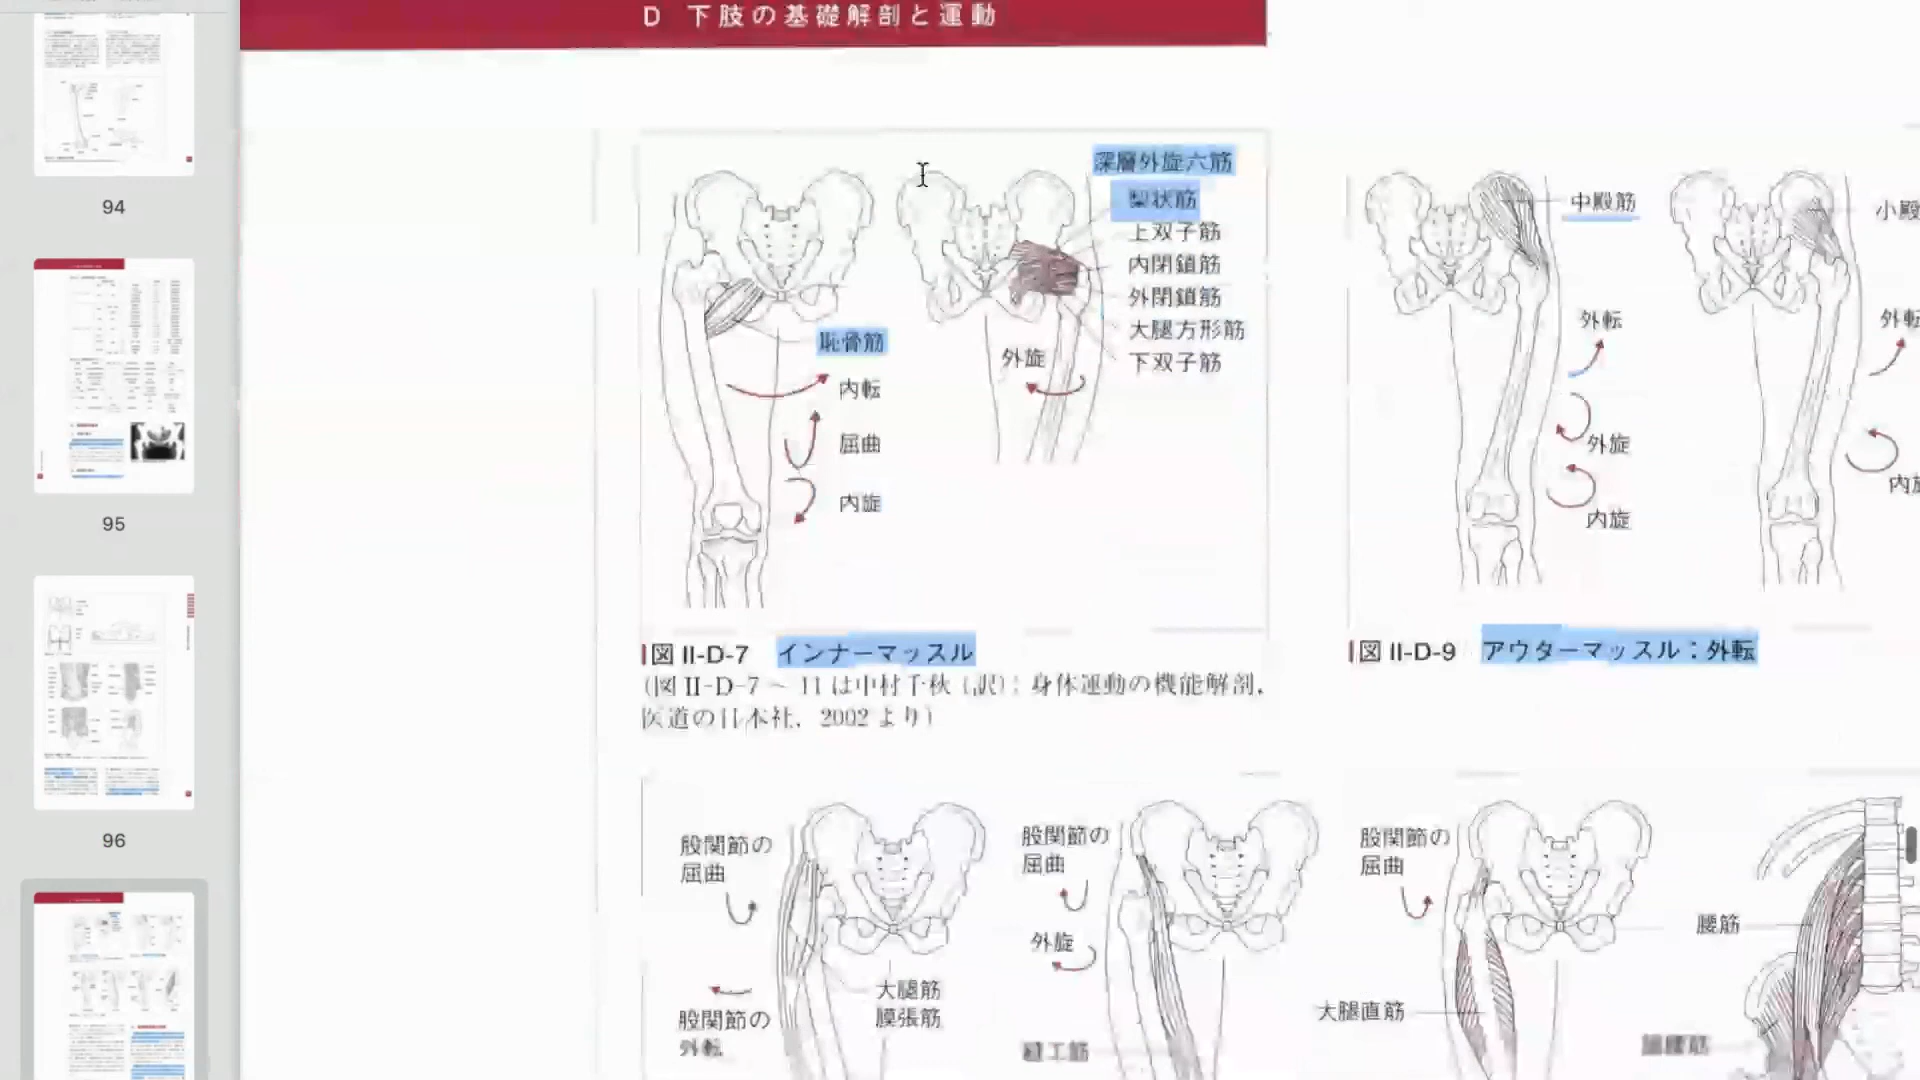 D 下肢の基礎解剖と運動
94
95
96
深層外旋六筋
梨状筋
上双子筋
内閉鎖筋
外閉鎖筋
大腿方形筋
下双子筋
外旋
恥骨筋
内転
屈曲
内旋
図 II-D-7 インナーマッスル
(図 II-D-7 ~ 11 は中村千秋(訳):身体運動の機能解剖,
医道の日本社, 2002 より)
中殿筋
外転
外旋
内旋
小殿
外転
図 II-D-9 アウターマッスル:外転
股関節の
屈曲
股関節の
外転
大腿筋
膜張筋
股関節の
屈曲
外旋
縫工筋
股関節の
屈曲
大腿直筋
腰筋